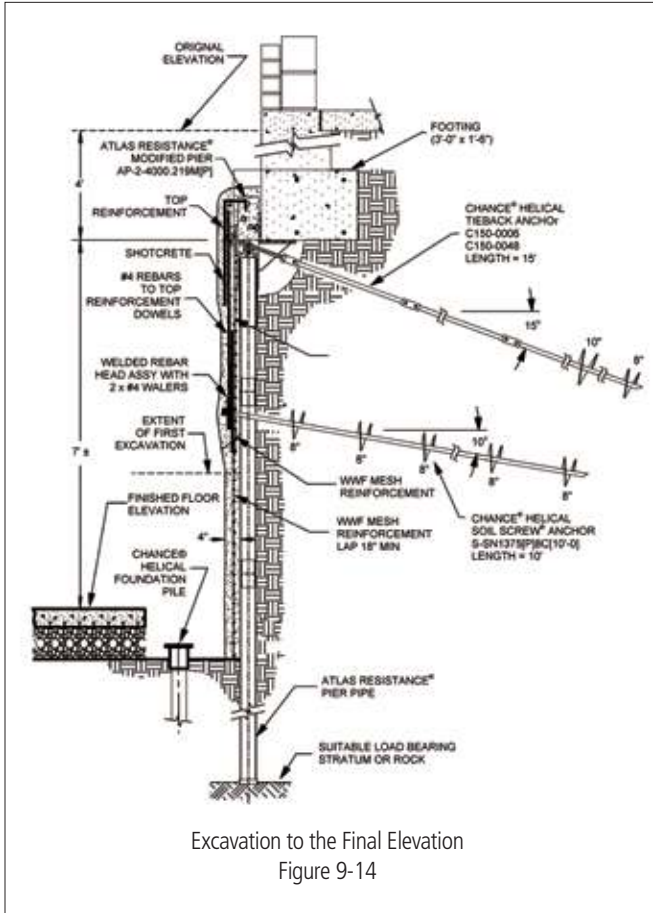 ORIGNAL
ELEVATION
FOOTING
(3'-0" x 1'-6")
ATLAS RESISTANCE®
MODIFIED PIER
AP-2-4000.219M[P]
4'
TOP
REINFORCEMENT
CHANCE® HELICAL
TIEBACK ANCHOr
C150-0006
C150-0048
LENGTH = 15'
SHOTCRETE
#4 REBARS
TO TOP
REINFORCEMENT
DOWELS
15°
10"
8"
WELDED REBAR
HEAD ASSY WITH
2 x #4 WALERS
EXTENT
OF FIRST
EXCAVATION
7' ±
10°
8"
8"
8"
8"
8"
WWF MESH
REINFORCEMENT
FINISHED FLOOR
ELEVATION
4"
WWF MESH
REINFORCEMENT
LAP 18" MIN
CHANCE® HELICAL
SOIL SCREW® ANCHOR
S-SN1375[P]8C[10'-0]
LENGTH = 10'
CHANCE®
HELICAL
FOUNDATION
PILE
ATLAS RESISTANCE®
PIER PIPE
SUITABLE LOAD BEARING
STRATUM OR ROCK
Excavation to the Final Elevation
Figure 9-14